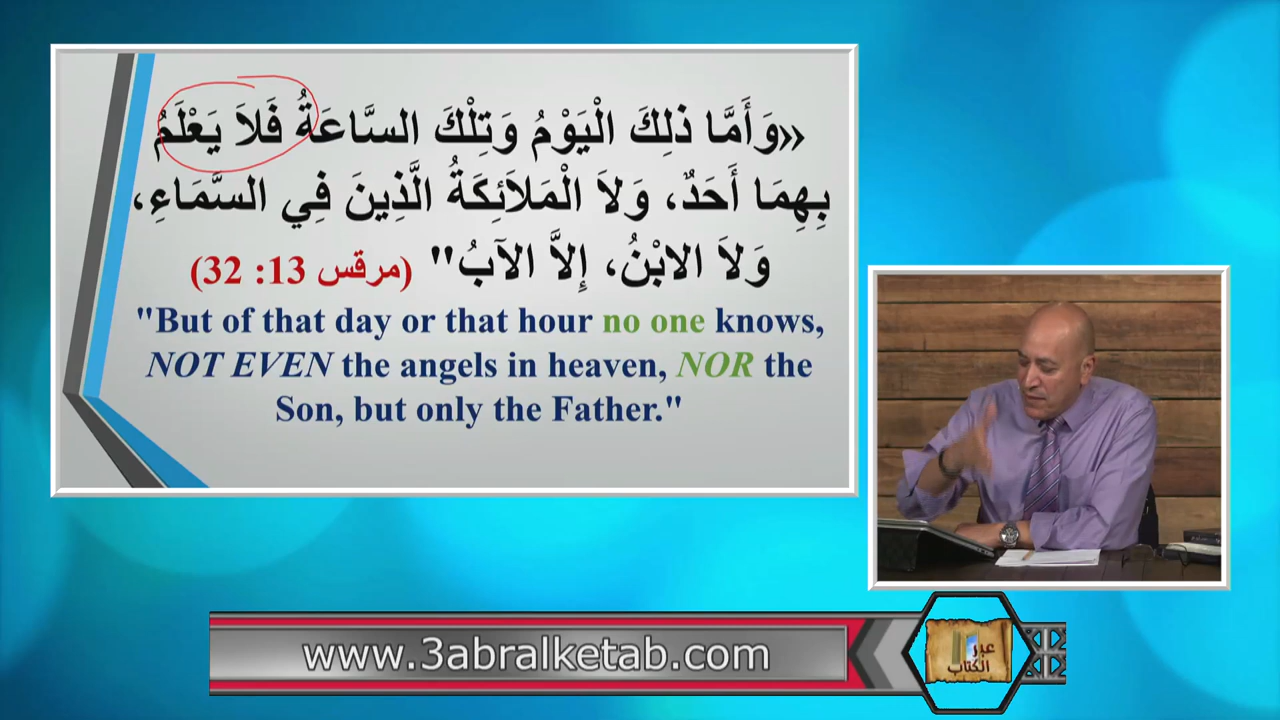 «وَأَمَّا ذلِكَ الْيَوْمُ وَتِلْكَ السَّاعَةُ فَلاَ يَعْلَمُ
بِهِمَا أَحَدٌ، وَلاَ الْمَلاَئِكَةُ الَّذِينَ فِي السَّمَاءِ،
وَلاَ الابْنُ، إِلاَّ الآبُ" (مرقس 13: 32)
"But of that day or that hour no one knows,
NOT EVEN the angels in heaven, NOR the
Son, but only the Father."
www.3abralketab.com
عبر
الكتاب